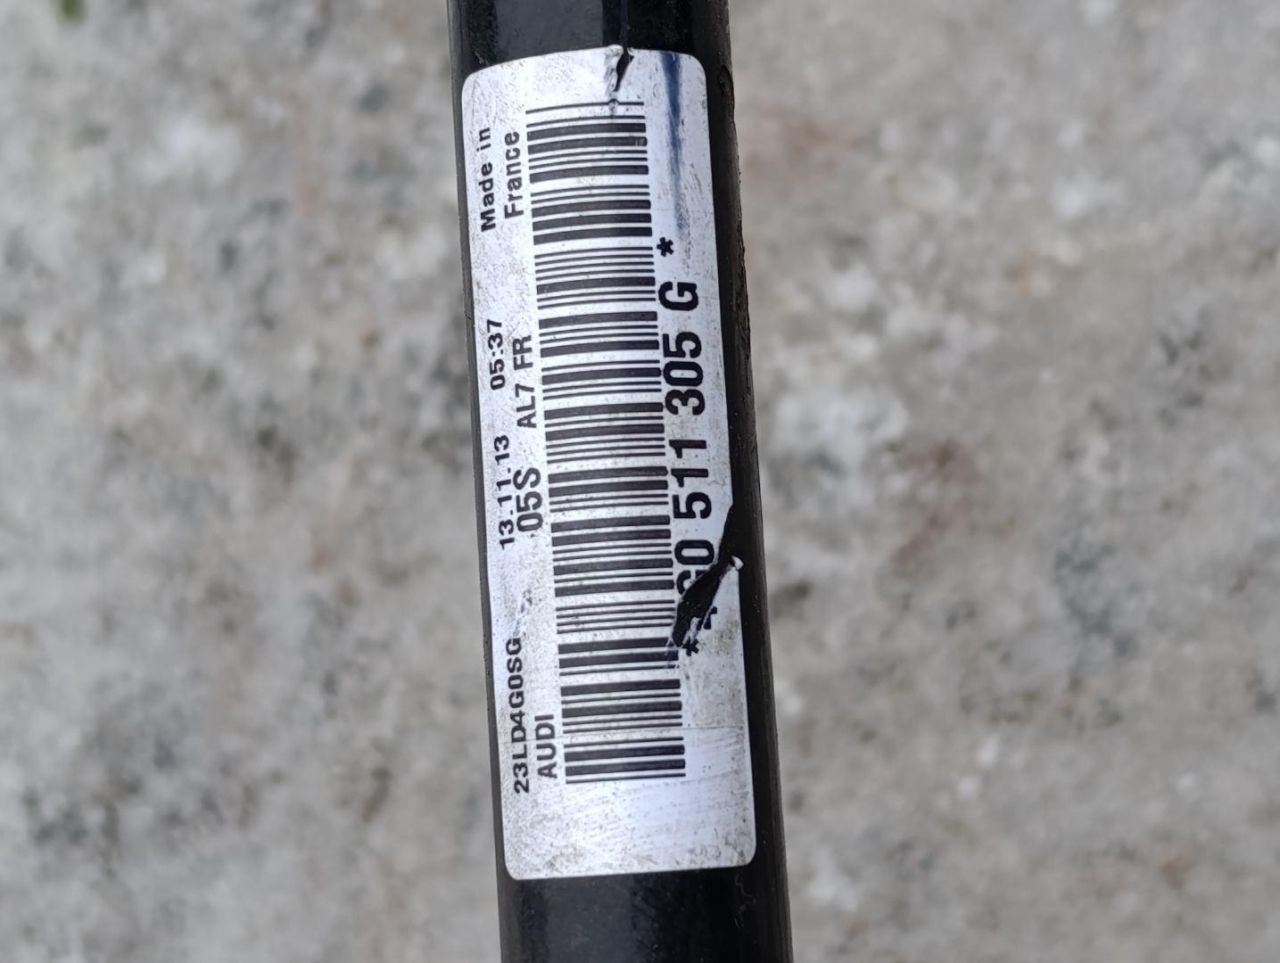 23LD4G0SG 13.11.13 05:37 Made in
AUDI 05S AL7 FR France
511 305 G *